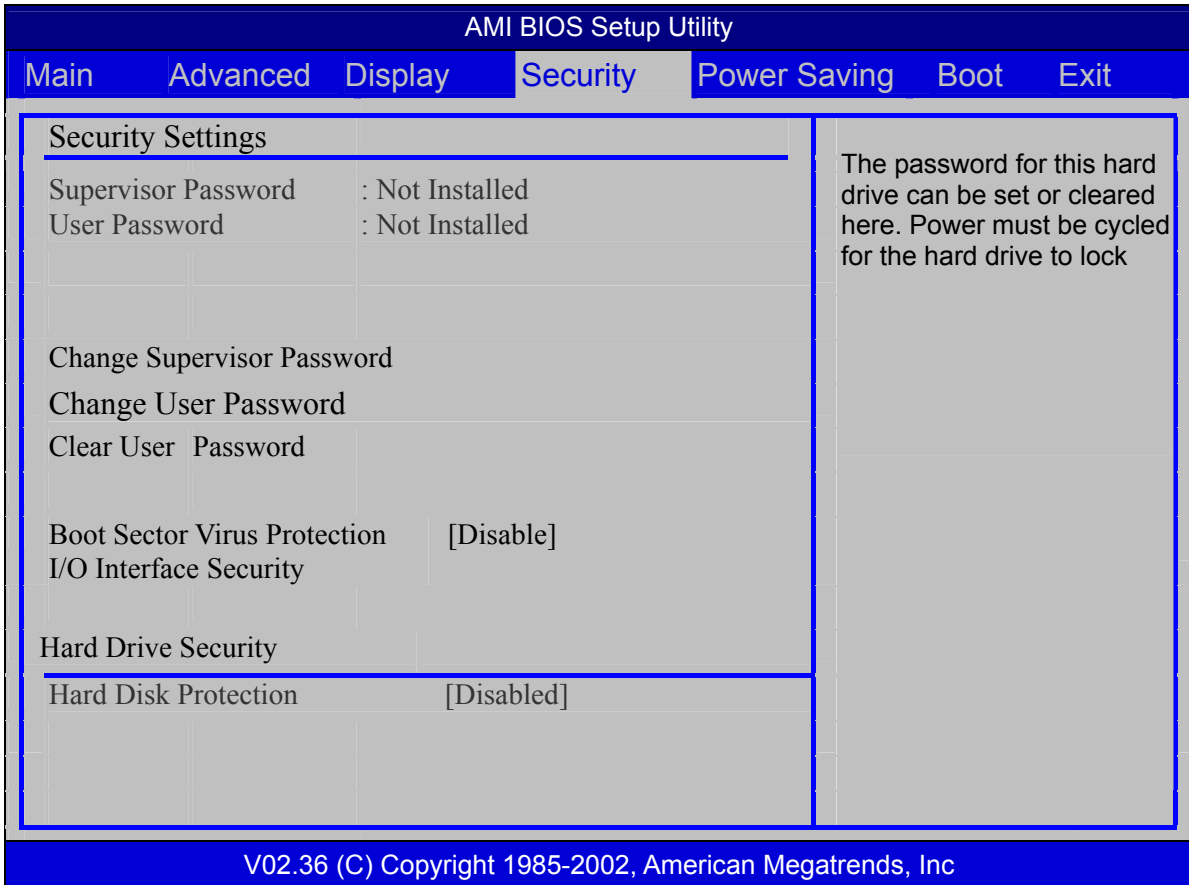 AMI BIOS Setup Utility
Main Advanced Display Security Power Saving Boot Exit
Security Settings
Supervisor Password : Not Installed
User Password : Not Installed
Change Supervisor Password
Change User Password
Clear User Password
Boot Sector Virus Protection [Disable]
I/O Interface Security
Hard Drive Security
Hard Disk Protection [Disabled]
The password for this hard
drive can be set or cleared
here. Power must be cycled
for the hard drive to lock
V02.36 (C) Copyright 1985-2002, American Megatrends, Inc